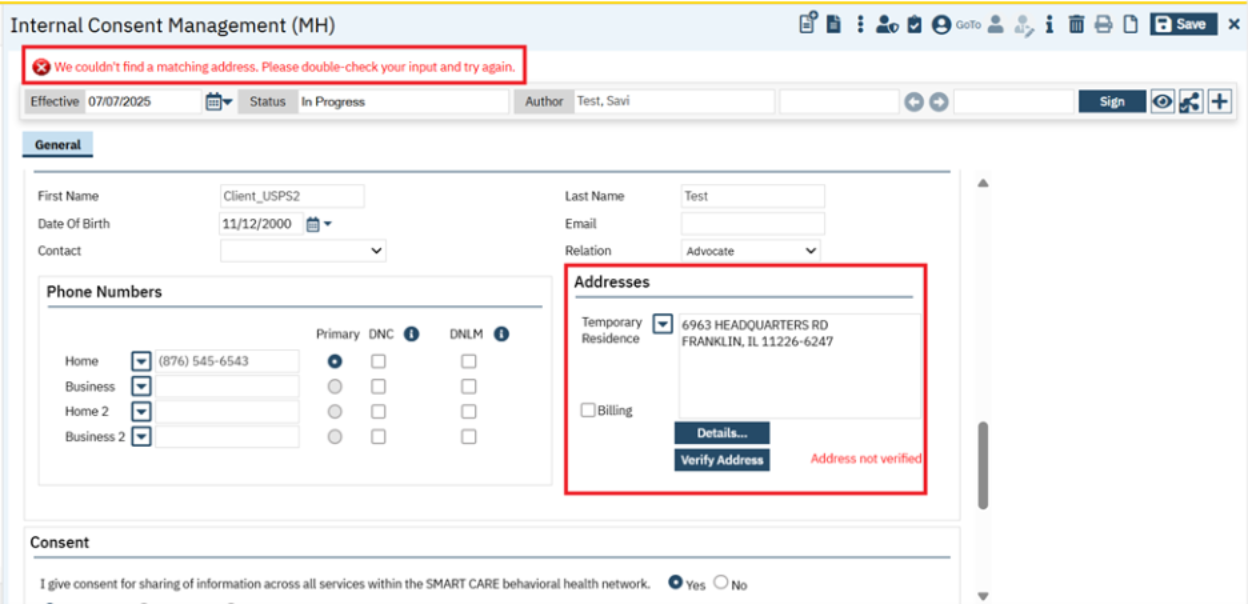 Internal Consent Management (MH)
GoTo
Save
We couldn't find a matching address. Please double-check your input and try again.
Effective 07/07/2025 Status In Progress Author Test, Savi Sign
General
First Name Client_USPS2 Last Name Test
Date Of Birth 11/12/2000 Email
Contact Relation Advocate
Phone Numbers
Primary DNC DNLM
Home (876) 545-6543
Business
Home 2
Business 2
Addresses
Temporary Residence
6963 HEADQUARTERS RD
FRANKLIN, IL 11226-6247
Billing
Details...
Verify Address Address not verified
Consent
I give consent for sharing of information across all services within the SMART CARE behavioral health network. Yes No